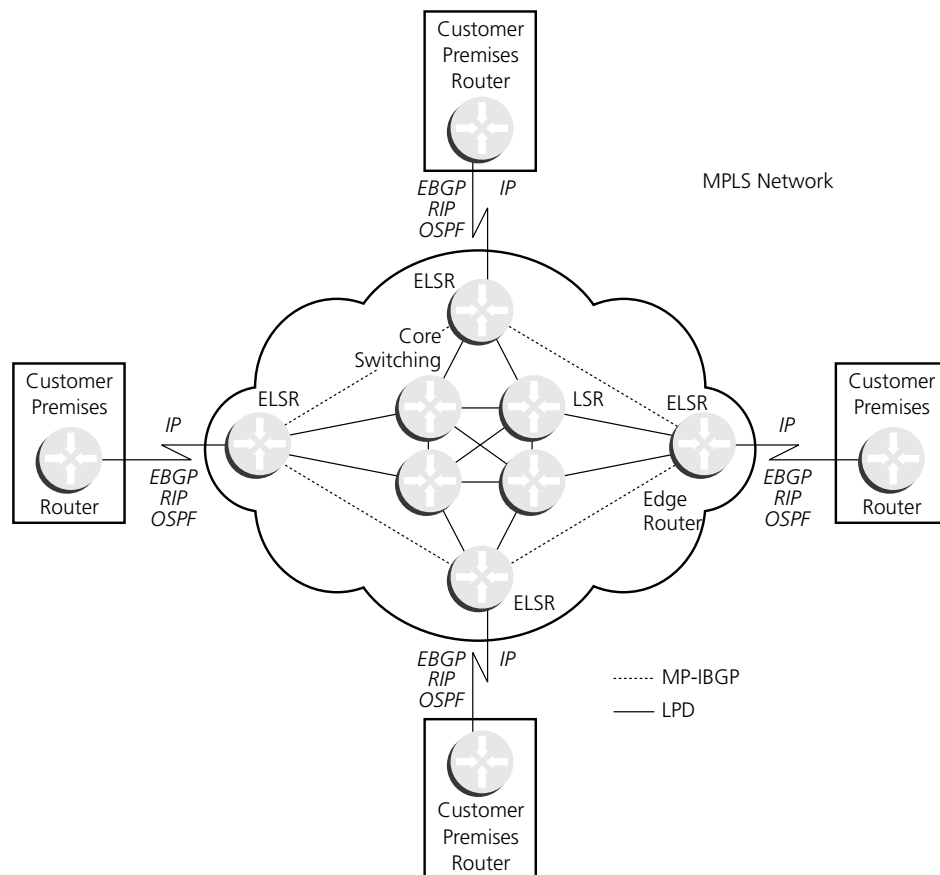 Customer
Premises
Router
MPLS Network
EBGP
RIP
OSPF
IP
ELSR
Core
Switching
LSR
ELSR
ELSR
Customer
Premises
Router
IP
EBGP
RIP
OSPF
Edge
Router
IP
EBGP
RIP
OSPF
Customer
Premises
Router
ELSR
EBGP
RIP
OSPF
IP
MP-IBGP
LPD
Customer
Premises
Router